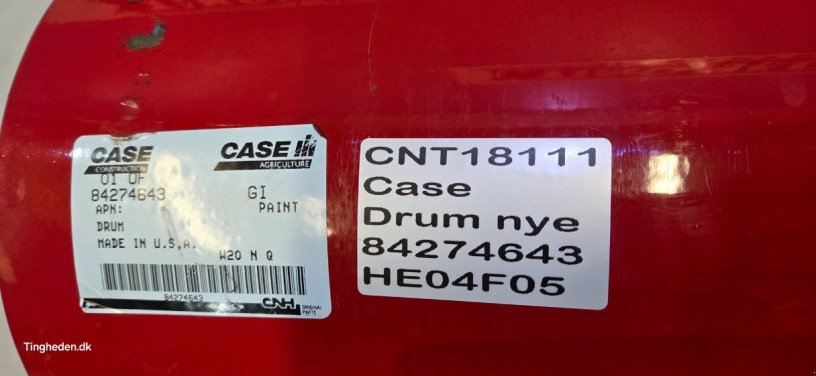 CASE
CONSTRUCTION
CASE IH
AGRICULTURE
01 OF
84274643
GI
APN:
PAINT
DRUM
MADE IN U.S.A.
W20 N Q
84274643
CNH ORIGINAL
PARTS
CNT18111
Case
Drum nye
84274643
HE04F05
Tingheden.dk